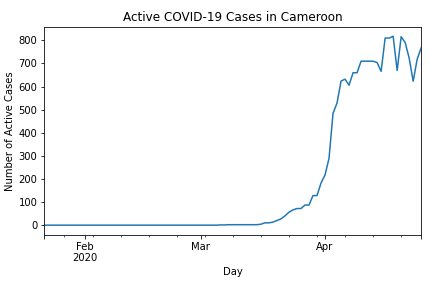 Active COVID-19 Cases in Cameroon
Number of Active Cases
800
700
600
500
400
300
200
100
0
Feb
2020
Mar
Apr
Day